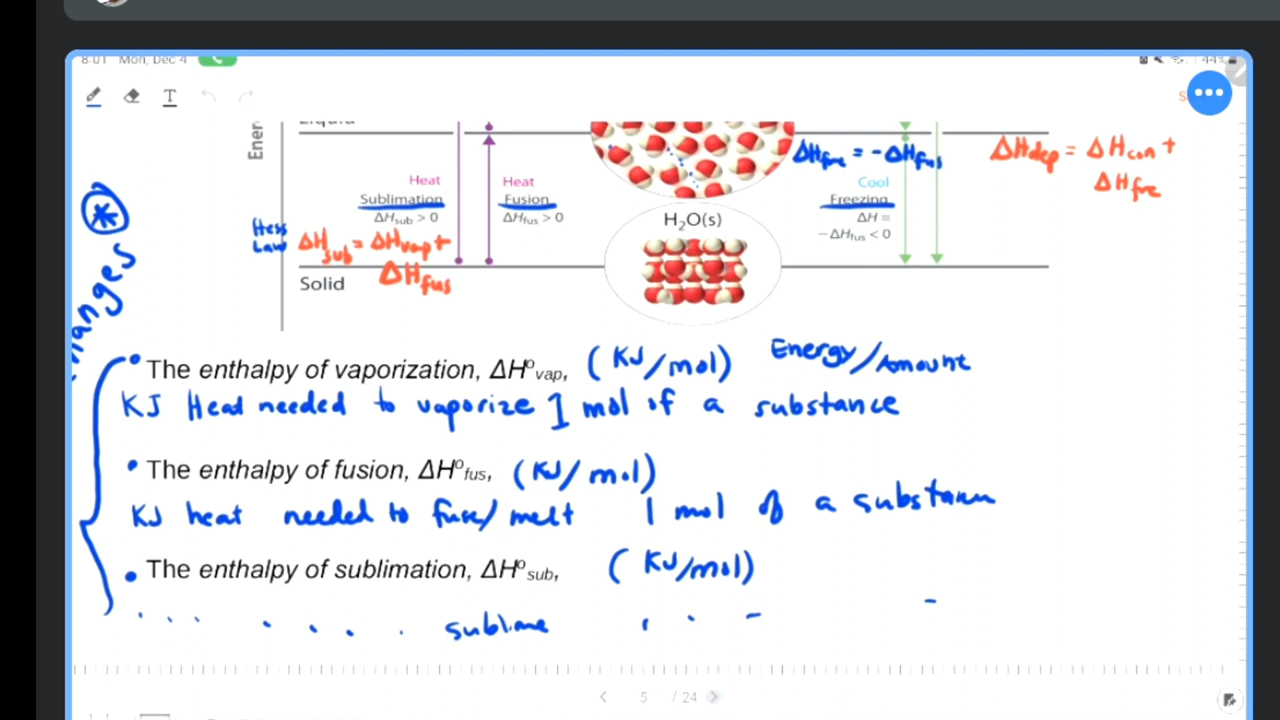 8:01 Mon, Dec 4
44%
T
Liquid
Ener
ΔHfre = -ΔHfus
ΔHdep = ΔHcon +
ΔHfre
Heat
Sublimation
ΔHsub > 0
Heat
Fusion
ΔHfus > 0
H₂O(s)
Cool
Freezing
ΔH =
−ΔHfus < 0
Hess
Law
ΔHsub = ΔHvap +
ΔHfus
Solid
anges *
• The enthalpy of vaporization, ΔH°vap, (KJ/mol) Energy/Amount
KJ Heat needed to vaporize 1 mol of a substance
• The enthalpy of fusion, ΔH°fus, (KJ/mol)
KJ heat needed to fuse/melt 1 mol of a substance
• The enthalpy of sublimation, ΔH°sub, (KJ/mol)
. . . . . . . sublime . . – –
< 5 / 24 >